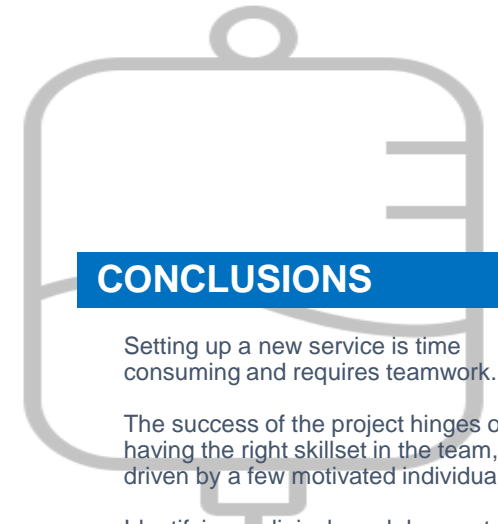 CONCLUSIONS
Setting up a new service is time
consuming and requires teamwork.
The success of the project hinges
having the right skillset in the team,
driven by a few motivated